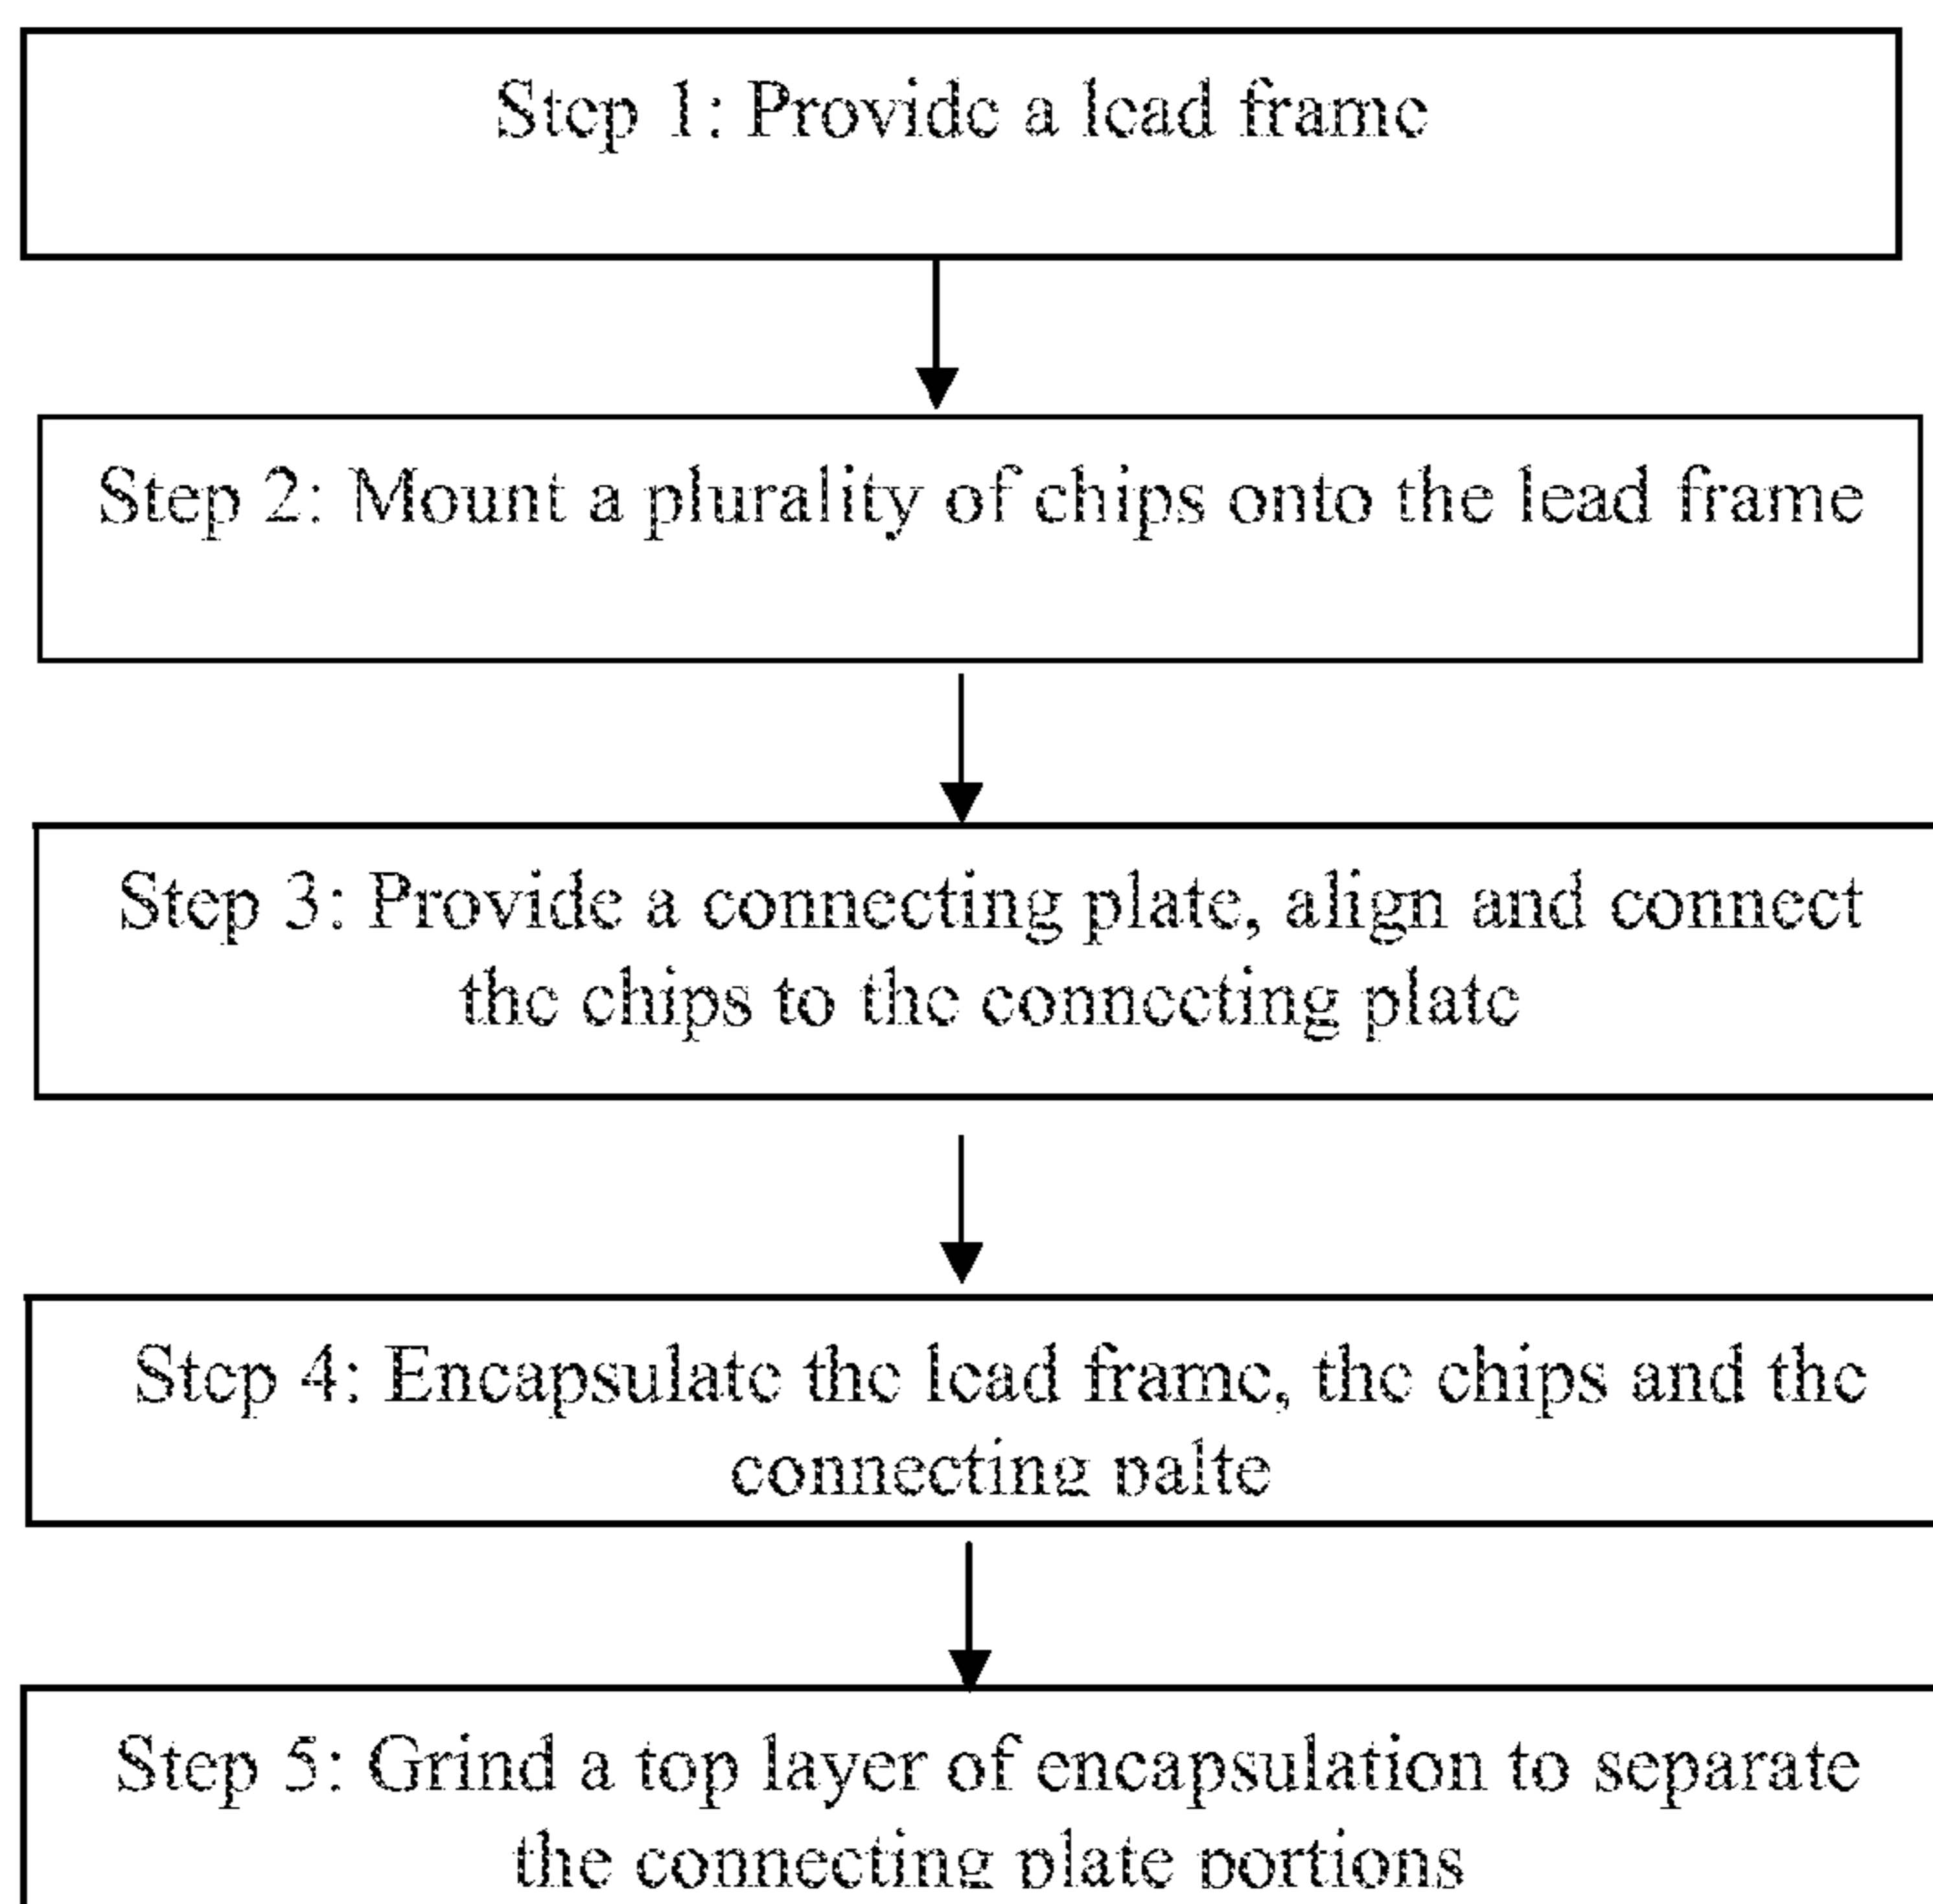 Step 1: Provide a lead frame
Step 2: Mount a plurality of chips onto the lead frame
Step 3: Provide a connecting plate, align and connect
the chips to the connecting plate
Step 4: Encapsulate the lead frame, the chips and the
connecting palte
Step 5: Grind a top layer of encapsulation to separate
the connecting plate portions